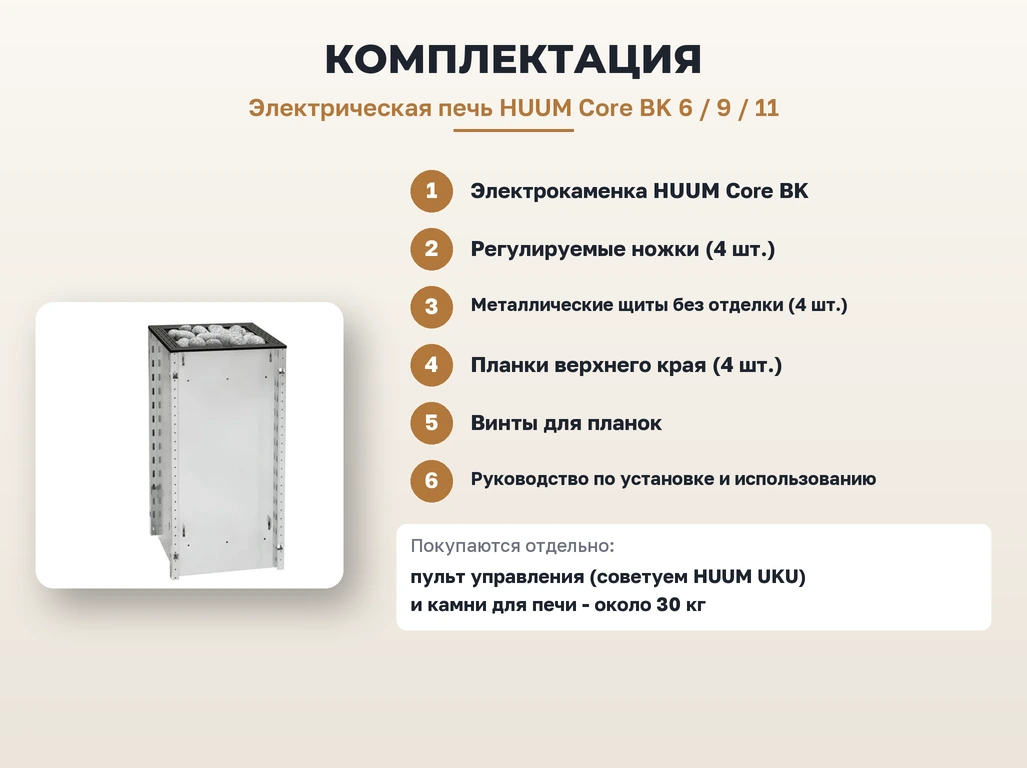 КОМПЛЕКТАЦИЯ
Электрическая печь HUUM Core BK 6 / 9 / 11
1 Электрокаменка HUUM Core BK
2 Регулируемые ножки (4 шт.)
3 Металлические щиты без отделки (4 шт.)
4 Планки верхнего края (4 шт.)
5 Винты для планок
6 Руководство по установке и использованию
Покупаются отдельно:
пульт управления (советуем HUUM UKU)
и камни для печи - около 30 кг